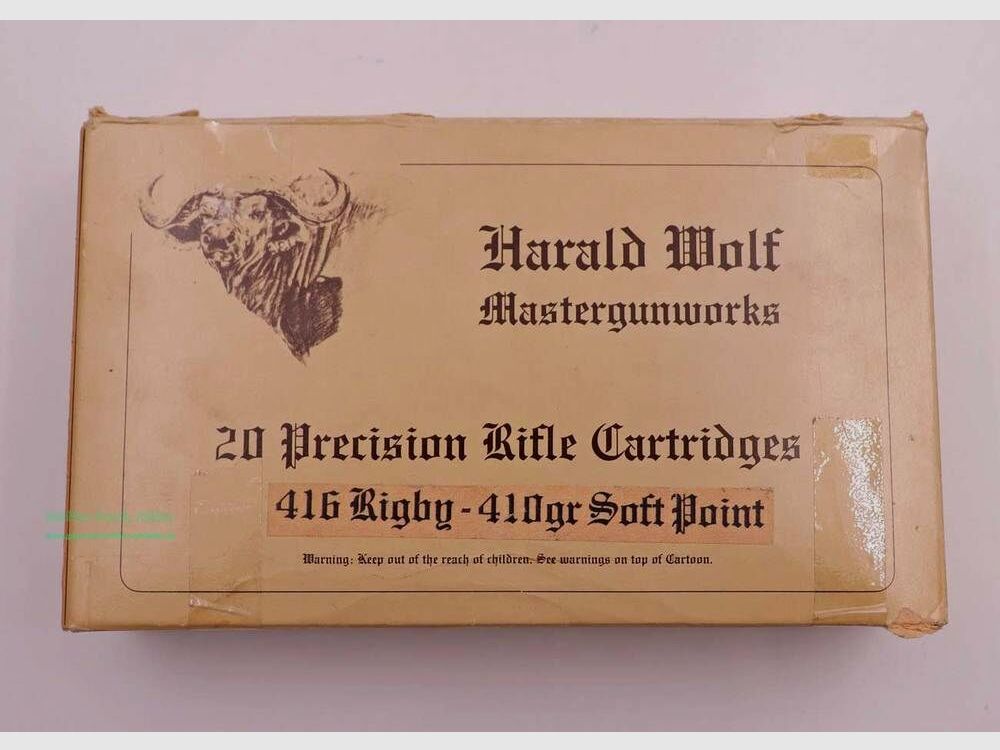 Harald Wolf
Mastergunworks
20 Precision Rifle Cartridges
416 Rigby - 410gr Soft Point
Warning: Keep out of the reach of children. See warnings on top of Cartoon.